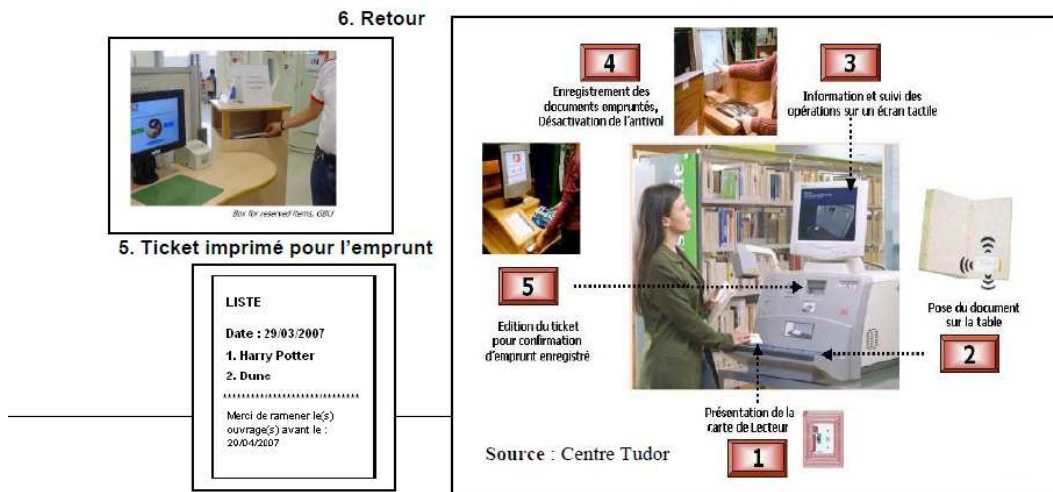 6. Retour
Box for reserved items, GBU
5. Ticket imprimé pour l'emprunt
LISTE
Date : 29/03/2007
1. Harry Potter
2. Dune
******************************
Merci de ramener le(s)
ouvrage(s) avant le :
29/04/2007
4
Enregistrement des
documents empruntés,
Désactivation de l'antivol
3
Information et suivi des
opérations sur un écran tactile
5
Edition du ticket
pour confirmation
d'emprunt enregistré
Pose du document
sur la table
2
Présentation de la
carte de Lecteur
1
Source : Centre Tudor